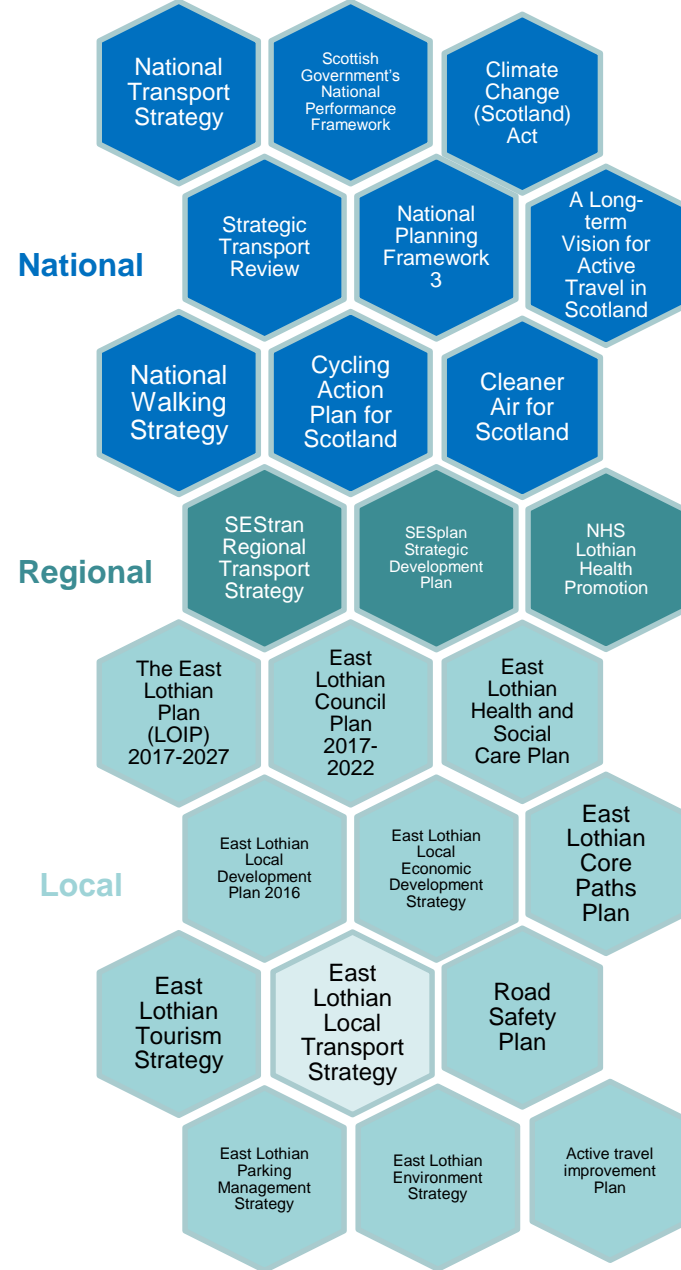 National
Transport
Strategy
Scottish
Government's
National
Performance
Framework
Climate
Change
(Scotland)
Act
National
Strategic
Transport
Review
National
Planning
Framework
3
A Long-
term
Vision for
Active
Travel in
Scotland
National
Walking
Strategy
Cycling
Action
Plan for
Scotland
Cleaner
Air for
Scotland
Regional
SEStran
Regional
Transport
Strategy
SESplan
Strategic
Development
Plan
NHS
Lothian
Health
Promotion
The East
Lothian
Plan
(LOIP)
2017-2027
East
Lothian
Council
Plan
2017-
2022
East
Lothian
Health and
Social
Care Plan
Local
East Lothian
Local
Development
Plan 2016
East Lothian
Local
Economic
Development
Strategy
East
Lothian
Core
Paths
Plan
East
Lothian
Tourism
Strategy
East
Lothian
Local
Transport
Strategy
Road
Safety
Plan
East Lothian
Parking
Management
Strategy
East Lothian
Environment
Strategy
Active travel
improvement
Plan